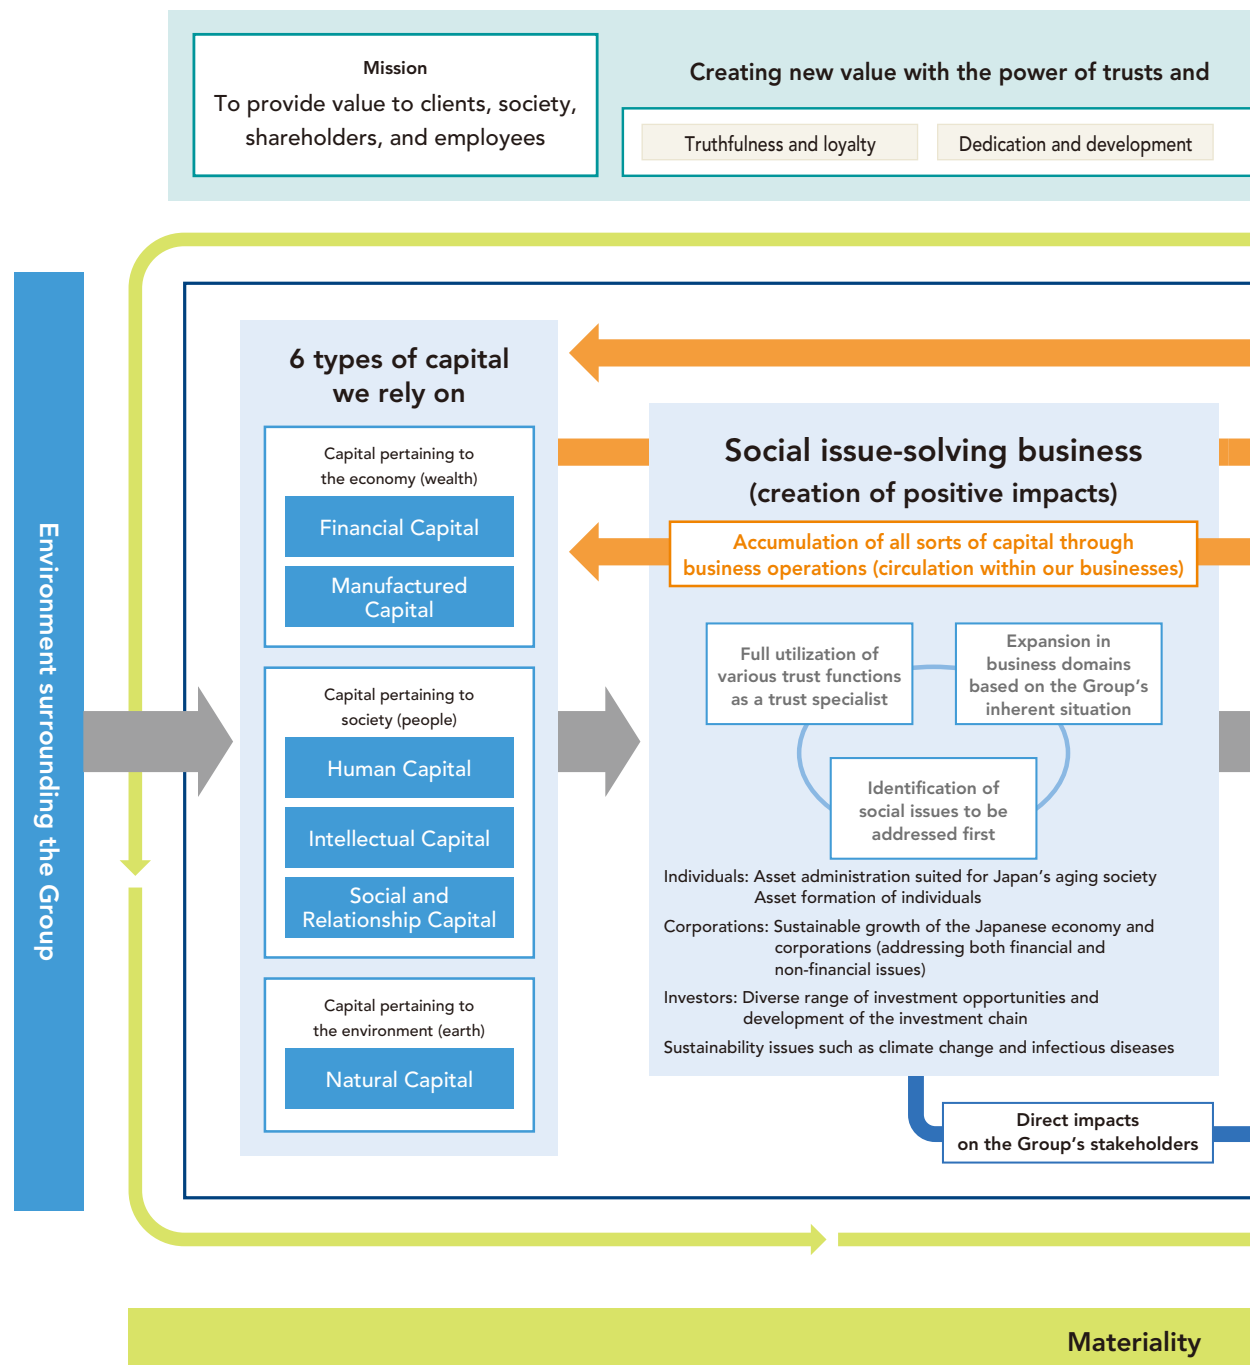 Mission
To provide value to clients, society,
shareholders, and employees
Creating new value with the power of trusts and
Truthfulness and loyalty
Dedication and development
Environment surrounding the Group
6 types of capital
we rely on
Capital pertaining to
the economy (wealth)
Financial Capital
Manufactured
Capital
Capital pertaining to
society (people)
Human Capital
Intellectual Capital
Social and
Relationship Capital
Capital pertaining to
the environment (earth)
Natural Capital
Social issue-solving business
(creation of positive impacts)
Accumulation of all sorts of capital through
business operations (circulation within our businesses)
Full utilization of
various trust functions
as a trust specialist
Expansion in
business domains
based on the Group's
inherent situation
Identification of
social issues to be
addressed first
Individuals: Asset administration suited for Japan's aging society
Asset formation of individuals
Corporations: Sustainable growth of the Japanese economy and
corporations (addressing both financial and
non-financial issues)
Investors: Diverse range of investment opportunities and
development of the investment chain
Sustainability issues such as climate change and infectious diseases
Direct impacts
on the Group's stakeholders
Materiality